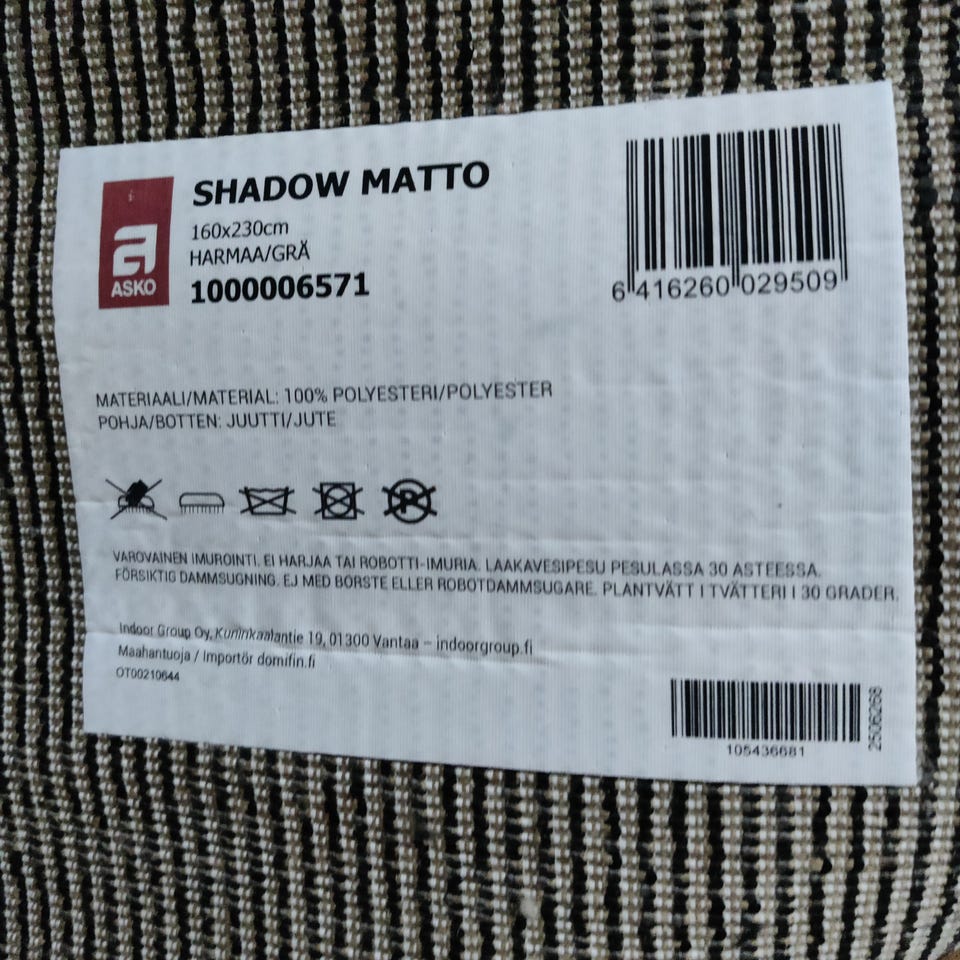 ASKO
SHADOW MATTO
160x230cm
HARMAA/GRÅ
1000006571
6 416260 029509
MATERIAALI/MATERIAL: 100% POLYESTERI/POLYESTER
POHJA/BOTTEN: JUUTTI/JUTE
P
VAROVAINEN IMUROINTI. EI HARJAA TAI ROBOTTI-IMURIA. LAAKAVESIPESU PESULASSA 30 ASTEESSA.
FÖRSIKTIG DAMMSUGNING. EJ MED BORSTE ELLER ROBOTDAMMSUGARE. PLANTVÄTT I TVÄTTERI I 30 GRADER.
Indoor Group Oy, Kuninkaalantie 19, 01300 Vantaa – indoorgroup.fi
Maahantuoja / Importör domifin.fi
OT00210644
105436681
2506268